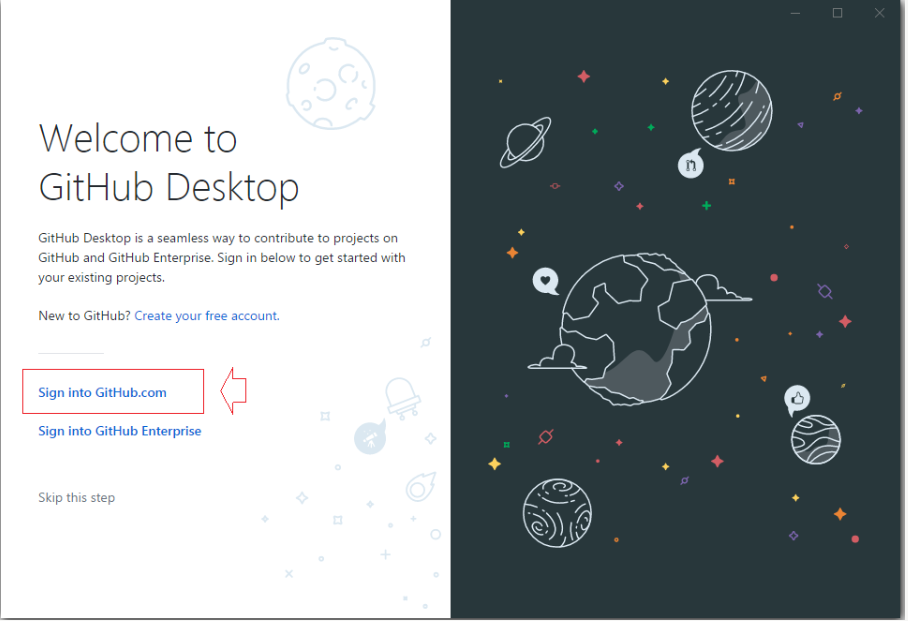 Welcome to
GitHub Desktop
GitHub Desktop is a seamless way to contribute to projects on
GitHub and GitHub Enterprise. Sign in below to get started with
your existing projects.
New to GitHub? Create your free account.
Sign into GitHub.com
Sign into GitHub Enterprise
Skip this step